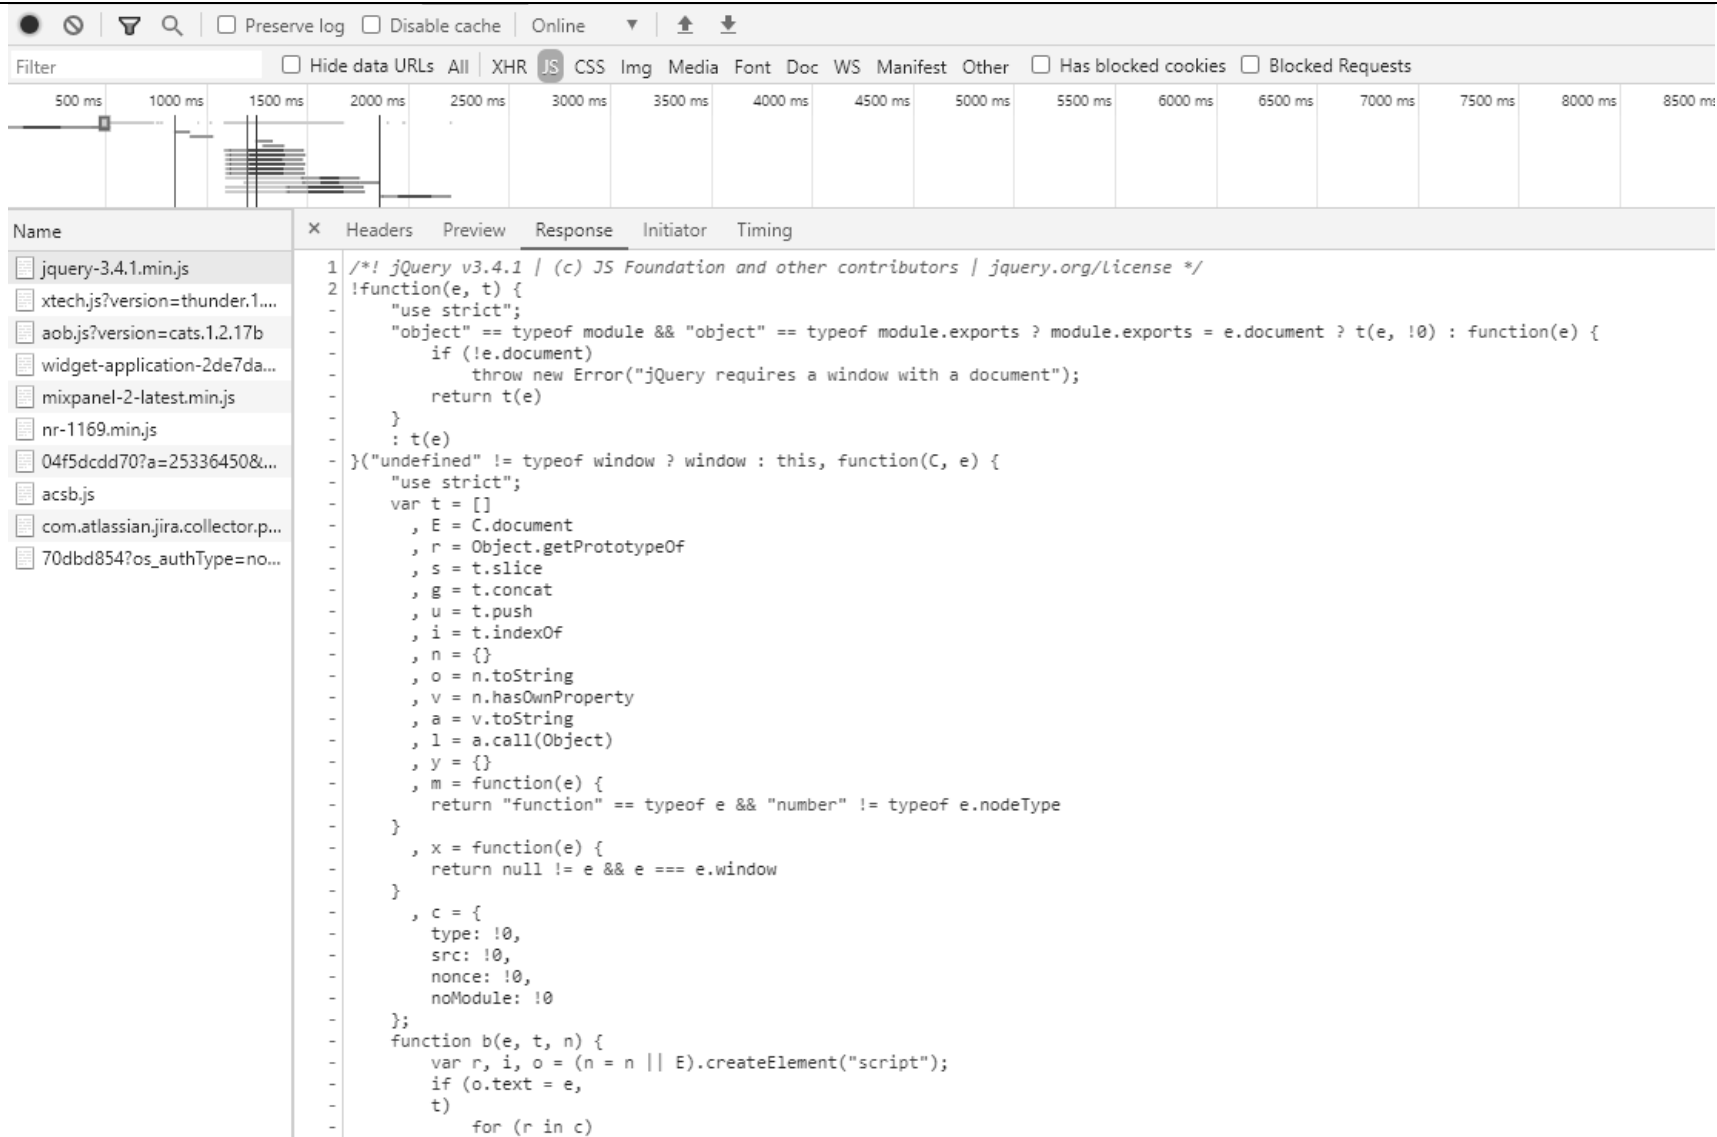 Preserve log Disable cache Online
Filter Hide data URLs All XHR JS CSS Img Media Font Doc WS Manifest Other Has blocked cookies Blocked Requests
500 ms 1000 ms 1500 ms 2000 ms 2500 ms 3000 ms 3500 ms 4000 ms 4500 ms 5000 ms 5500 ms 6000 ms 6500 ms 7000 ms 7500 ms 8000 ms 8500 ms
Name
jquery-3.4.1.min.js
xtech.js?version=thunder.1....
aob.js?version=cats.1.2.17b
widget-application-2de7da...
mixpanel-2-latest.min.js
nr-1169.min.js
04f5dcdd70?a=25336450&...
acsb.js
com.atlassian.jira.collector.p...
70dbd854?os_authType=no...
× Headers Preview Response Initiator Timing
1 /*! jQuery v3.4.1 | (c) JS Foundation and other contributors | jquery.org/license */
2 !function(e, t) {
- "use strict";
- "object" == typeof module && "object" == typeof module.exports ? module.exports = e.document ? t(e, !0) : function(e) {
- if (!e.document)
- throw new Error("jQuery requires a window with a document");
- return t(e)
- }
- : t(e)
- }("undefined" != typeof window ? window : this, function(C, e) {
- "use strict";
- var t = []
- , E = C.document
- , r = Object.getPrototypeOf
- , s = t.slice
- , g = t.concat
- , u = t.push
- , i = t.indexOf
- , n = {}
- , o = n.toString
- , v = n.hasOwnProperty
- , a = v.toString
- , l = a.call(Object)
- , y = {}
- , m = function(e) {
- return "function" == typeof e && "number" != typeof e.nodeType
- }
- , x = function(e) {
- return null != e && e === e.window
- }
- , c = {
- type: !0,
- src: !0,
- nonce: !0,
- noModule: !0
- };
- function b(e, t, n) {
- var r, i, o = (n = n || E).createElement("script");
- if (o.text = e,
- t)
- for (r in c)